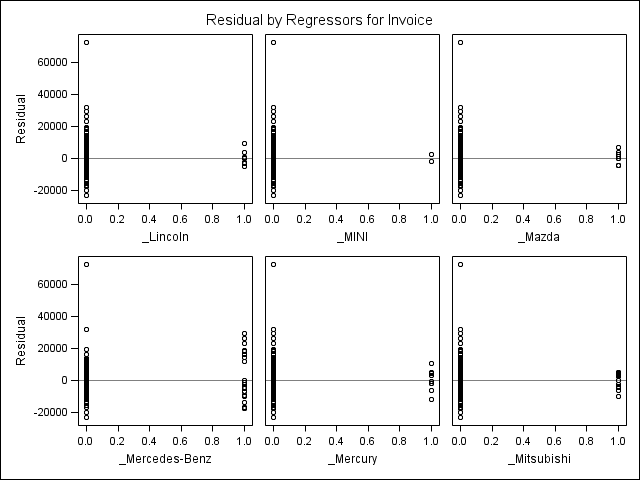 Residual by Regressors for Invoice
Residual
60000
40000
20000
0
-20000
0.0 0.2 0.4 0.6 0.8 1.0 0.0 0.2 0.4 0.6 0.8 1.0 0.0 0.2 0.4 0.6 0.8 1.0
_Lincoln _MINI _Mazda
Residual
60000
40000
20000
0
-20000
0.0 0.2 0.4 0.6 0.8 1.0 0.0 0.2 0.4 0.6 0.8 1.0 0.0 0.2 0.4 0.6 0.8 1.0
_Mercedes-Benz _Mercury _Mitsubishi